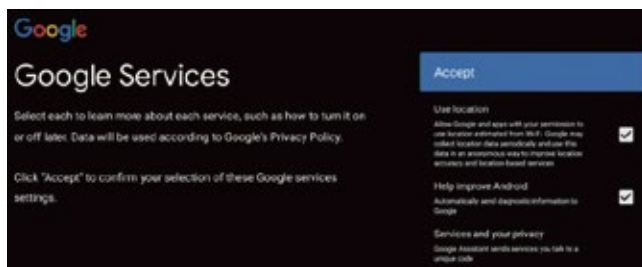 Google
Google Services
Select each to learn more about each service, such as how to turn it on
or off later. Data will be used according to Google's Privacy Policy.
Click "Accept" to confirm your selection of these Google services
settings.
Accept
Use location
Allow Google and apps with your permission to
use location estimated from Wi-Fi. Google may
collect location data periodically and use this
data in an anonymous way to improve location
accuracy and location-based services
Help improve Android
Automatically send diagnostic information to
Google
Services and your privacy
Google Assistant sends services you talk to a
unique code